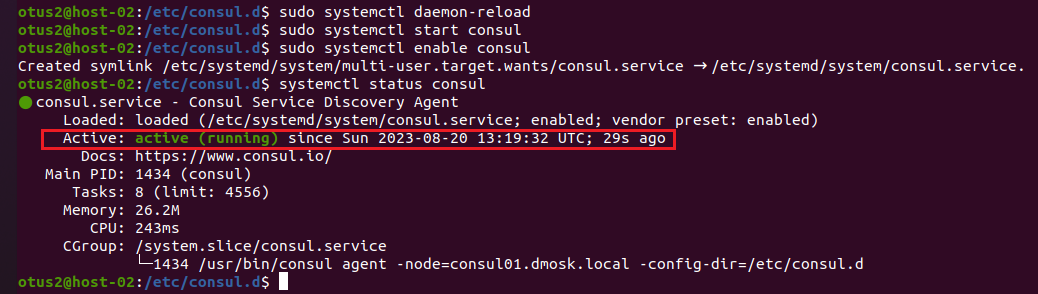 otus2@host-02:/etc/consul.d$ sudo systemctl daemon-reload
otus2@host-02:/etc/consul.d$ sudo systemctl start consul
otus2@host-02:/etc/consul.d$ sudo systemctl enable consul
Created symlink /etc/systemd/system/multi-user.target.wants/consul.service → /etc/systemd/system/consul.service.
otus2@host-02:/etc/consul.d$ systemctl status consul
● consul.service - Consul Service Discovery Agent
     Loaded: loaded (/etc/systemd/system/consul.service; enabled; vendor preset: enabled)
     Active: active (running) since Sun 2023-08-20 13:19:32 UTC; 29s ago
       Docs: https://www.consul.io/
   Main PID: 1434 (consul)
      Tasks: 8 (limit: 4556)
     Memory: 26.2M
        CPU: 243ms
     CGroup: /system.slice/consul.service
             └─1434 /usr/bin/consul agent -node=consul01.dmosk.local -config-dir=/etc/consul.d
otus2@host-02:/etc/consul.d$